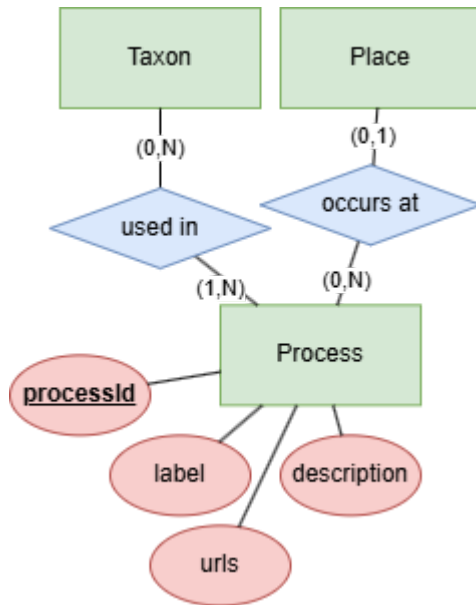 Taxon
Place
(0,N)
(0,1)
used in
occurs at
(1,N)
(0,N)
Process
processId
label
description
urls